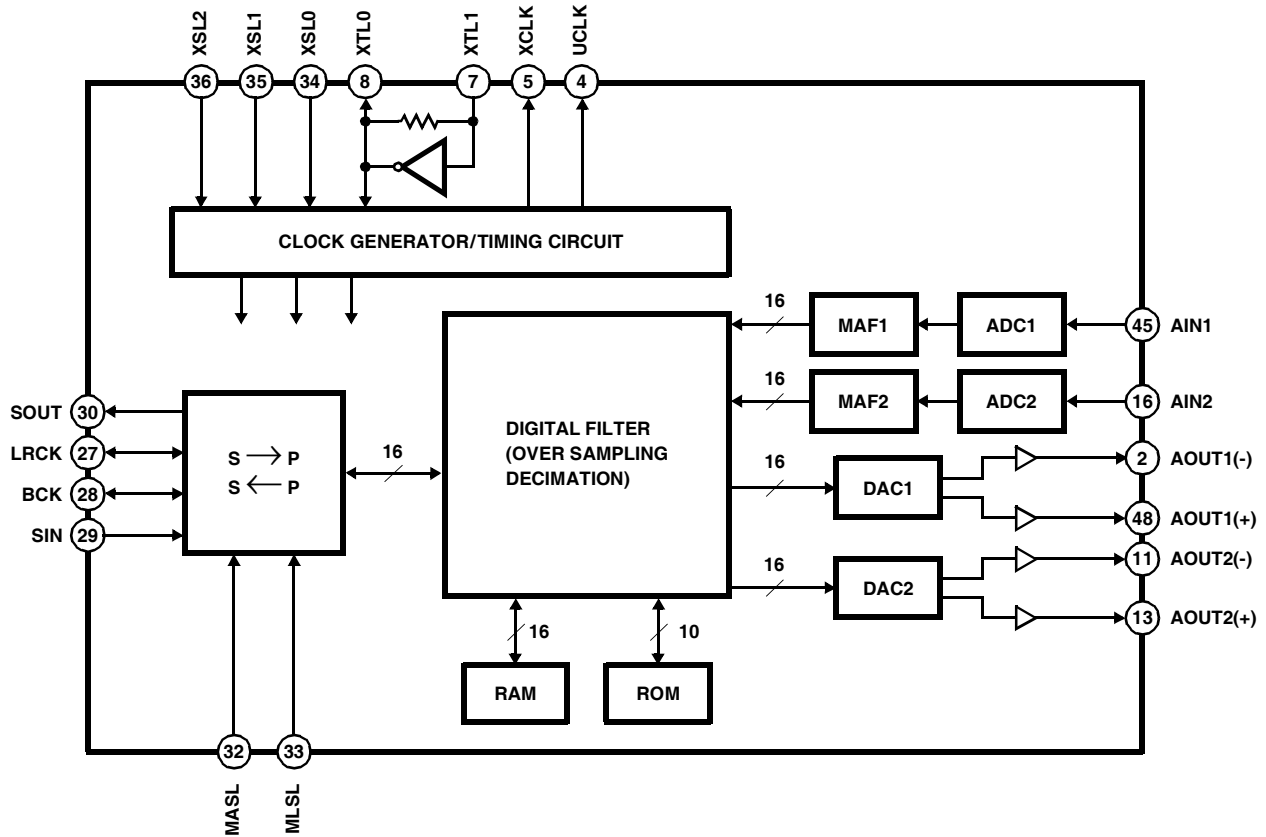 XSL2
XSL1
XSL0
XTL0
XTL1
XCLK
UCLK
36
35
34
8
7
5
4
CLOCK GENERATOR/TIMING CIRCUIT
16
MAF1
ADC1
45
AIN1
16
MAF2
ADC2
16
AIN2
SOUT
30
LRCK
27
BCK
28
SIN
29
S → P
S ← P
16
DIGITAL FILTER
(OVER SAMPLING
DECIMATION)
16
DAC1
2
AOUT1(-)
48
AOUT1(+)
16
DAC2
11
AOUT2(-)
13
AOUT2(+)
16
10
RAM
ROM
32
33
MASL
MLSL